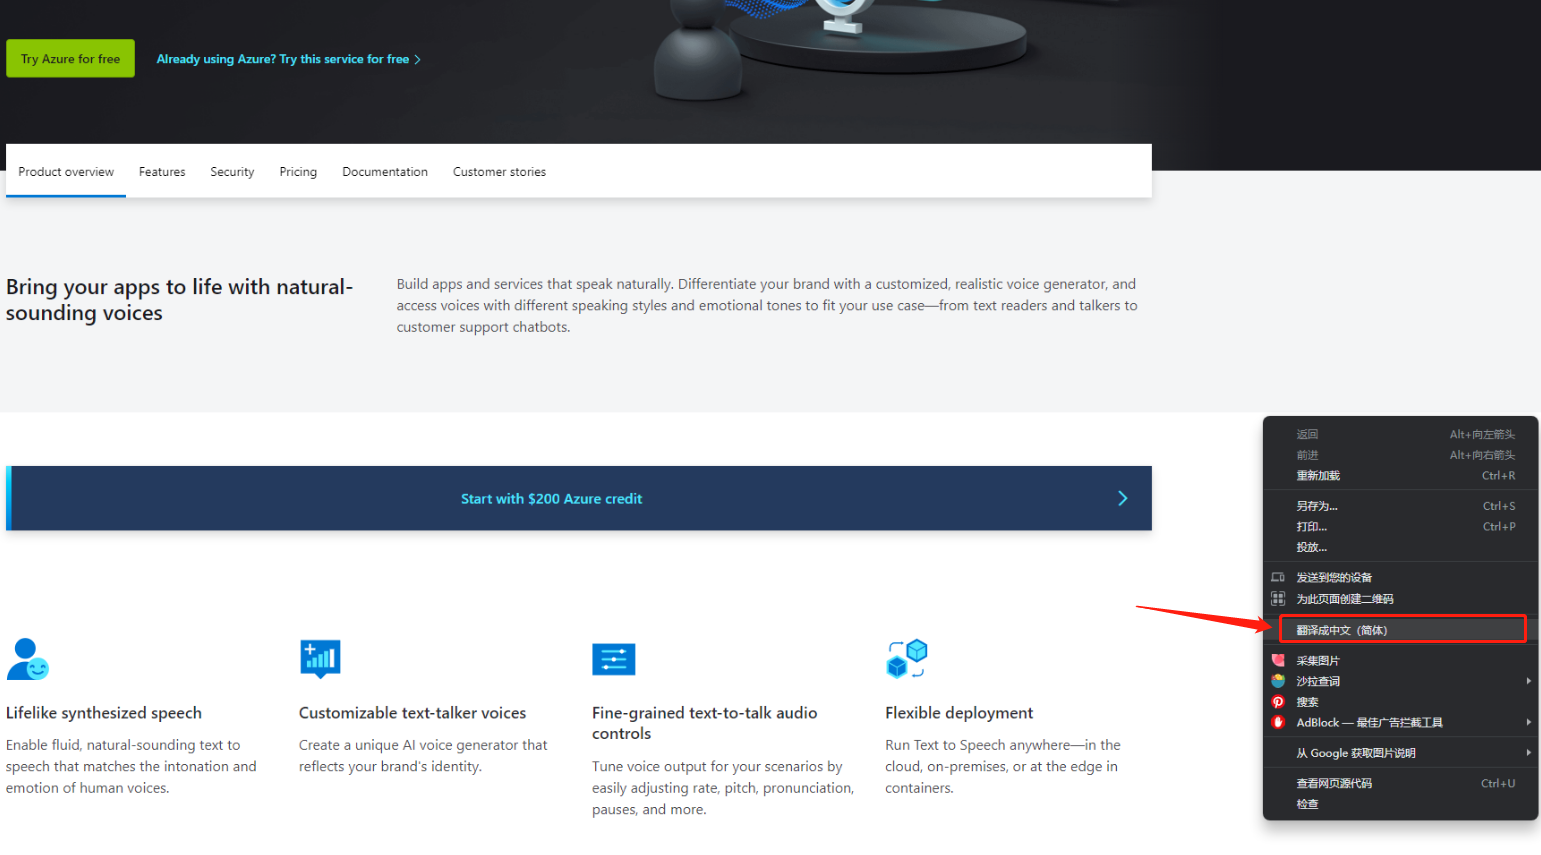 Try Azure for free
Already using Azure? Try this service for free
Product overview
Features
Security
Pricing
Documentation
Customer stories
Bring your apps to life with natural-
sounding voices
Build apps and services that speak naturally. Differentiate your brand with a customized, realistic voice generator, and
access voices with different speaking styles and emotional tones to fit your use case—from text readers and talkers to
customer support chatbots.
Start with $200 Azure credit
Lifelike synthesized speech
Enable fluid, natural-sounding text to
speech that matches the intonation and
emotion of human voices.
Customizable text-talker voices
Create a unique AI voice generator that
reflects your brand's identity.
Fine-grained text-to-talk audio
controls
Tune voice output for your scenarios by
easily adjusting rate, pitch, pronunciation,
pauses, and more.
Flexible deployment
Run Text to Speech anywhere—in the
cloud, on-premises, or at the edge in
containers.
返回 Alt+向左箭头
前进 Alt+向右箭头
重新加载 Ctrl+R
另存为... Ctrl+S
打印... Ctrl+P
投放...
发送到您的设备
为此页面创建二维码
翻译成中文（简体）
采集图片
沙拉查词
搜索
AdBlock — 最佳广告拦截工具
从 Google 获取图片说明
查看网页源代码 Ctrl+U
检查